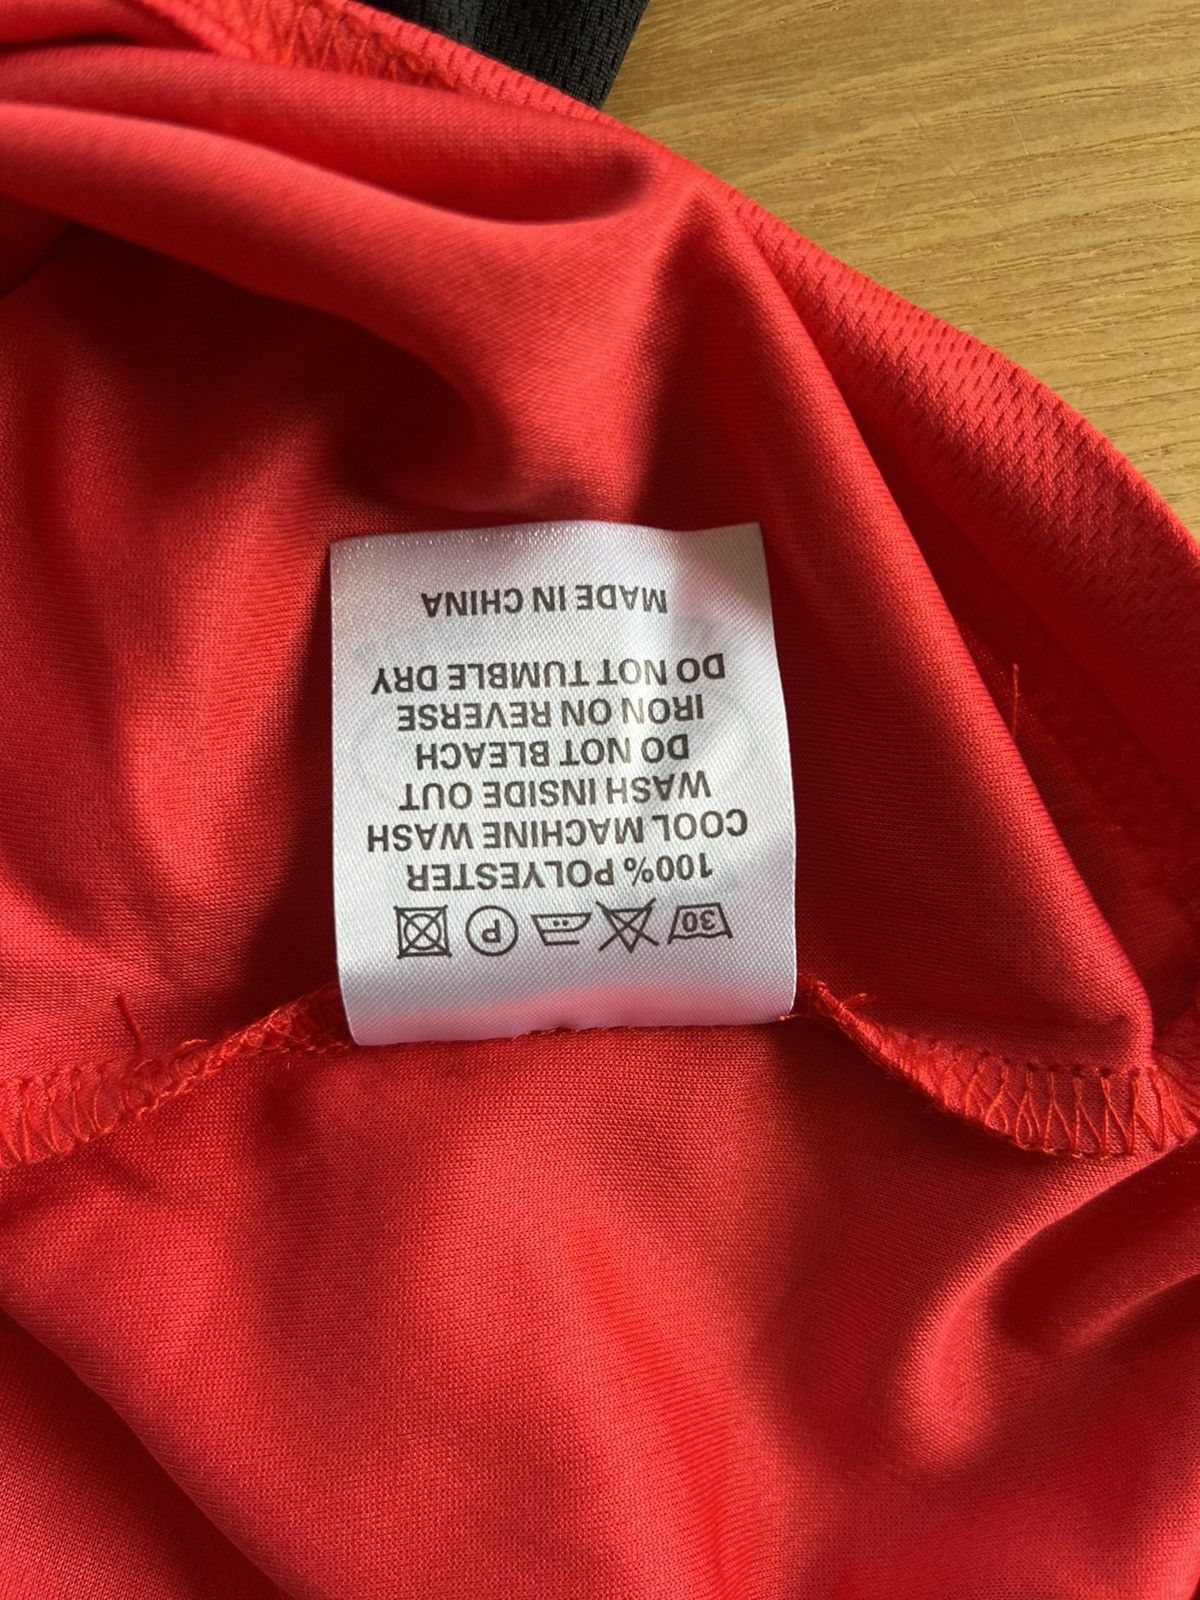 30 P
100% POLYESTER
COOL MACHINE WASH
WASH INSIDE OUT
DO NOT BLEACH
IRON ON REVERSE
DO NOT TUMBLE DRY
MADE IN CHINA